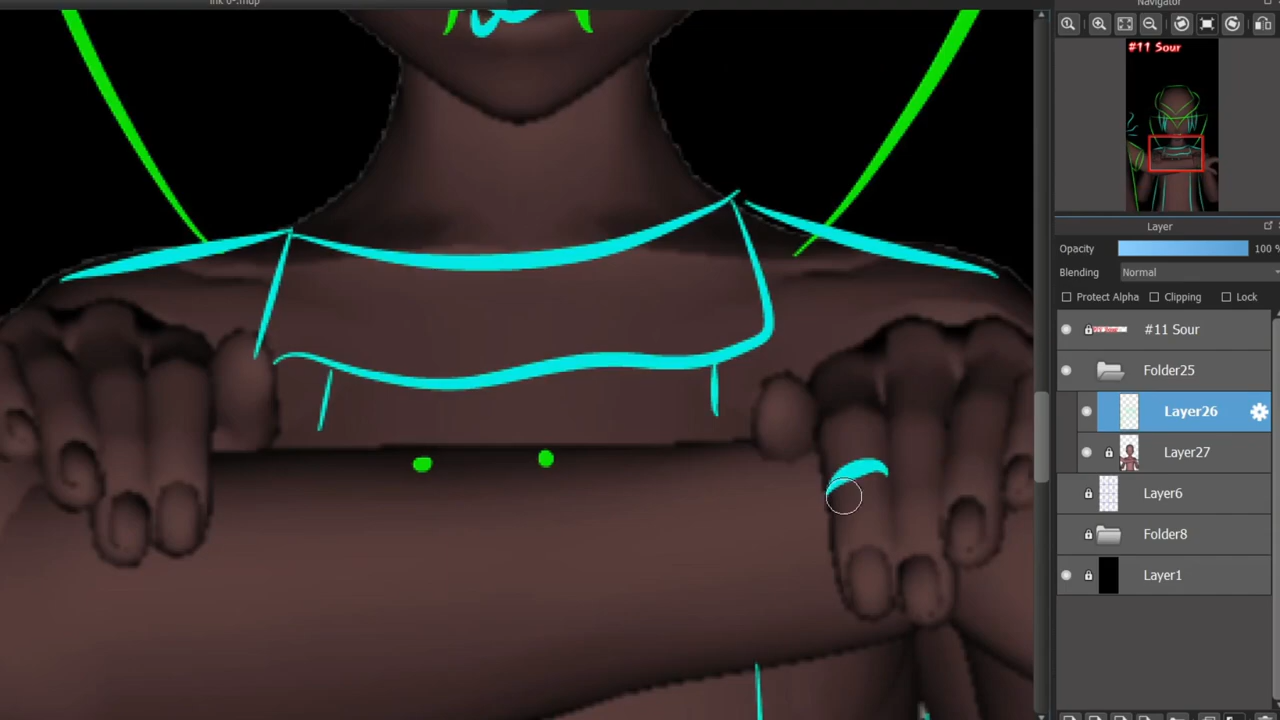 ink 6-.mdp
Navigator
#11 Sour
Layer
Opacity 100 %
Blending Normal
Protect Alpha Clipping Lock
#11 Sour
Folder25
Layer26
Layer27
Layer6
Folder8
Layer1